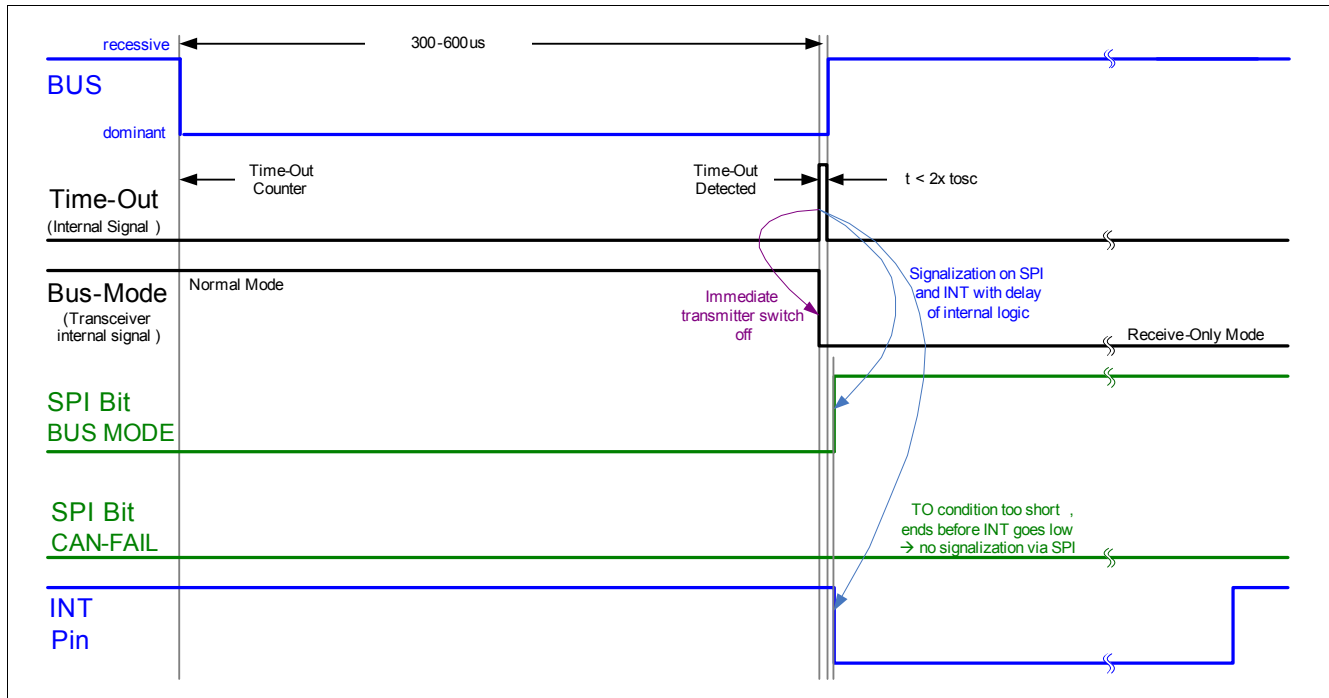 recessive
300-600us
BUS
dominant
Time-Out
Counter
Time-Out
Detected
t < 2x tosc
Time-Out
(Internal Signal )
Normal Mode
Bus-Mode
(Transceiver
internal signal )
Immediate
transmitter switch
off
Signalization on SPI
and INT with delay
of internal logic
Receive-Only Mode
SPI Bit
BUS MODE
SPI Bit
CAN-FAIL
TO condition too short ,
ends before INT goes low
→ no signalization via SPI
INT
Pin